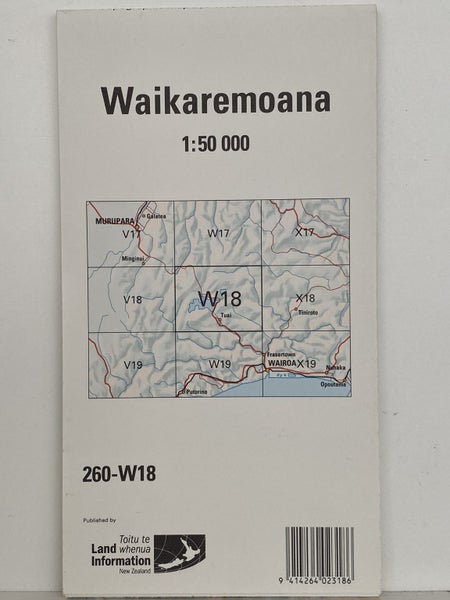 Waikaremoana
1:50 000
MURUPARA
Galatea
V17
W17
X17
Minginui
V18
W18
X18
Tuai
Tiniroto
V19
W19
Frasertown
WAIROA
X19
Nuhaka
Opoutama
Putorino
260-W18
Published by
Toitu te
Land whenua
Information
New Zealand
9 414264 023186